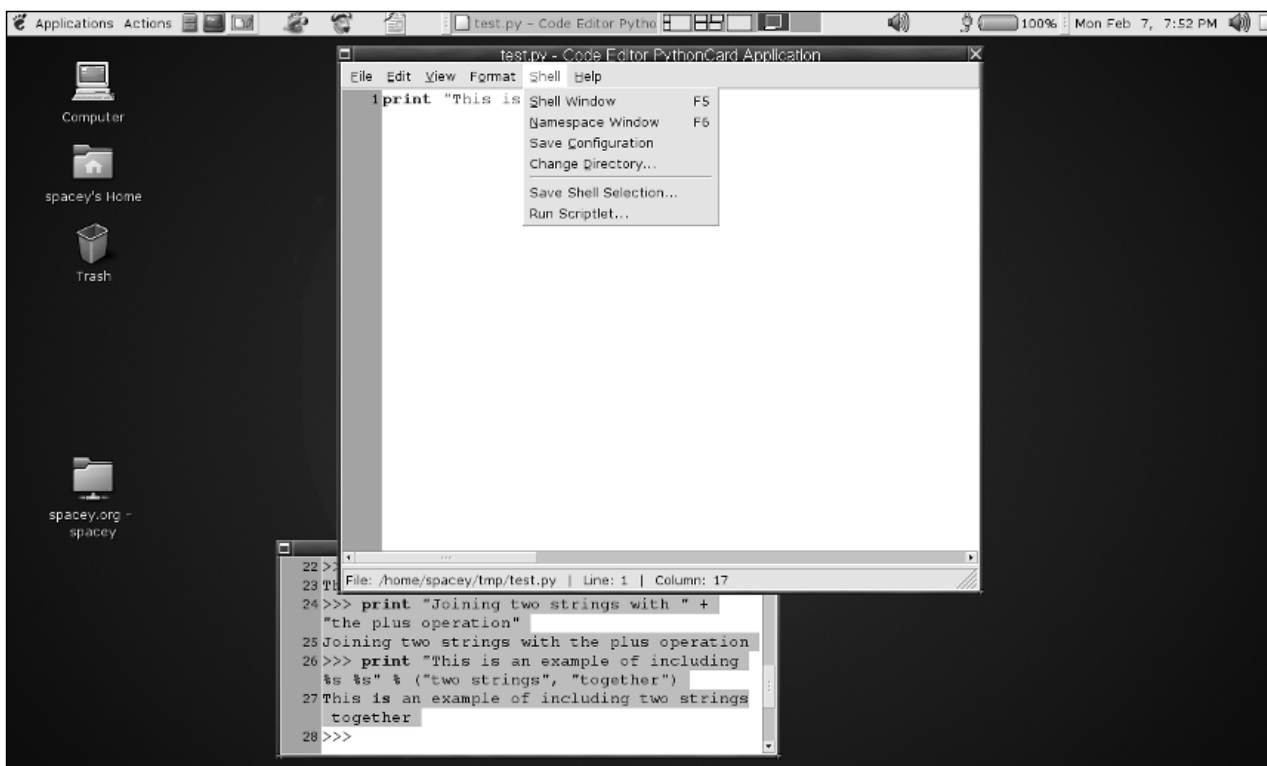 Applications Actions
test.py - Code Editor Pytho
100%
Mon Feb 7, 7:52 PM
Computer
spacey's Home
Trash
spacey.org -
spacey
test.py - Code Editor PythonCard Application
File Edit View Format Shell Help
1 print "This is
Shell Window F5
Namespace Window F6
Save Configuration
Change Directory...
Save Shell Selection...
Run Scriptlet...
File: /home/spacey/tmp/test.py | Line: 1 | Column: 17
22 >>
23 Th
24 >>> print "Joining two strings with " +
"the plus operation"
25 Joining two strings with the plus operation
26 >>> print "This is an example of including
%s %s" % ("two strings", "together")
27 This is an example of including two strings
together
28 >>>